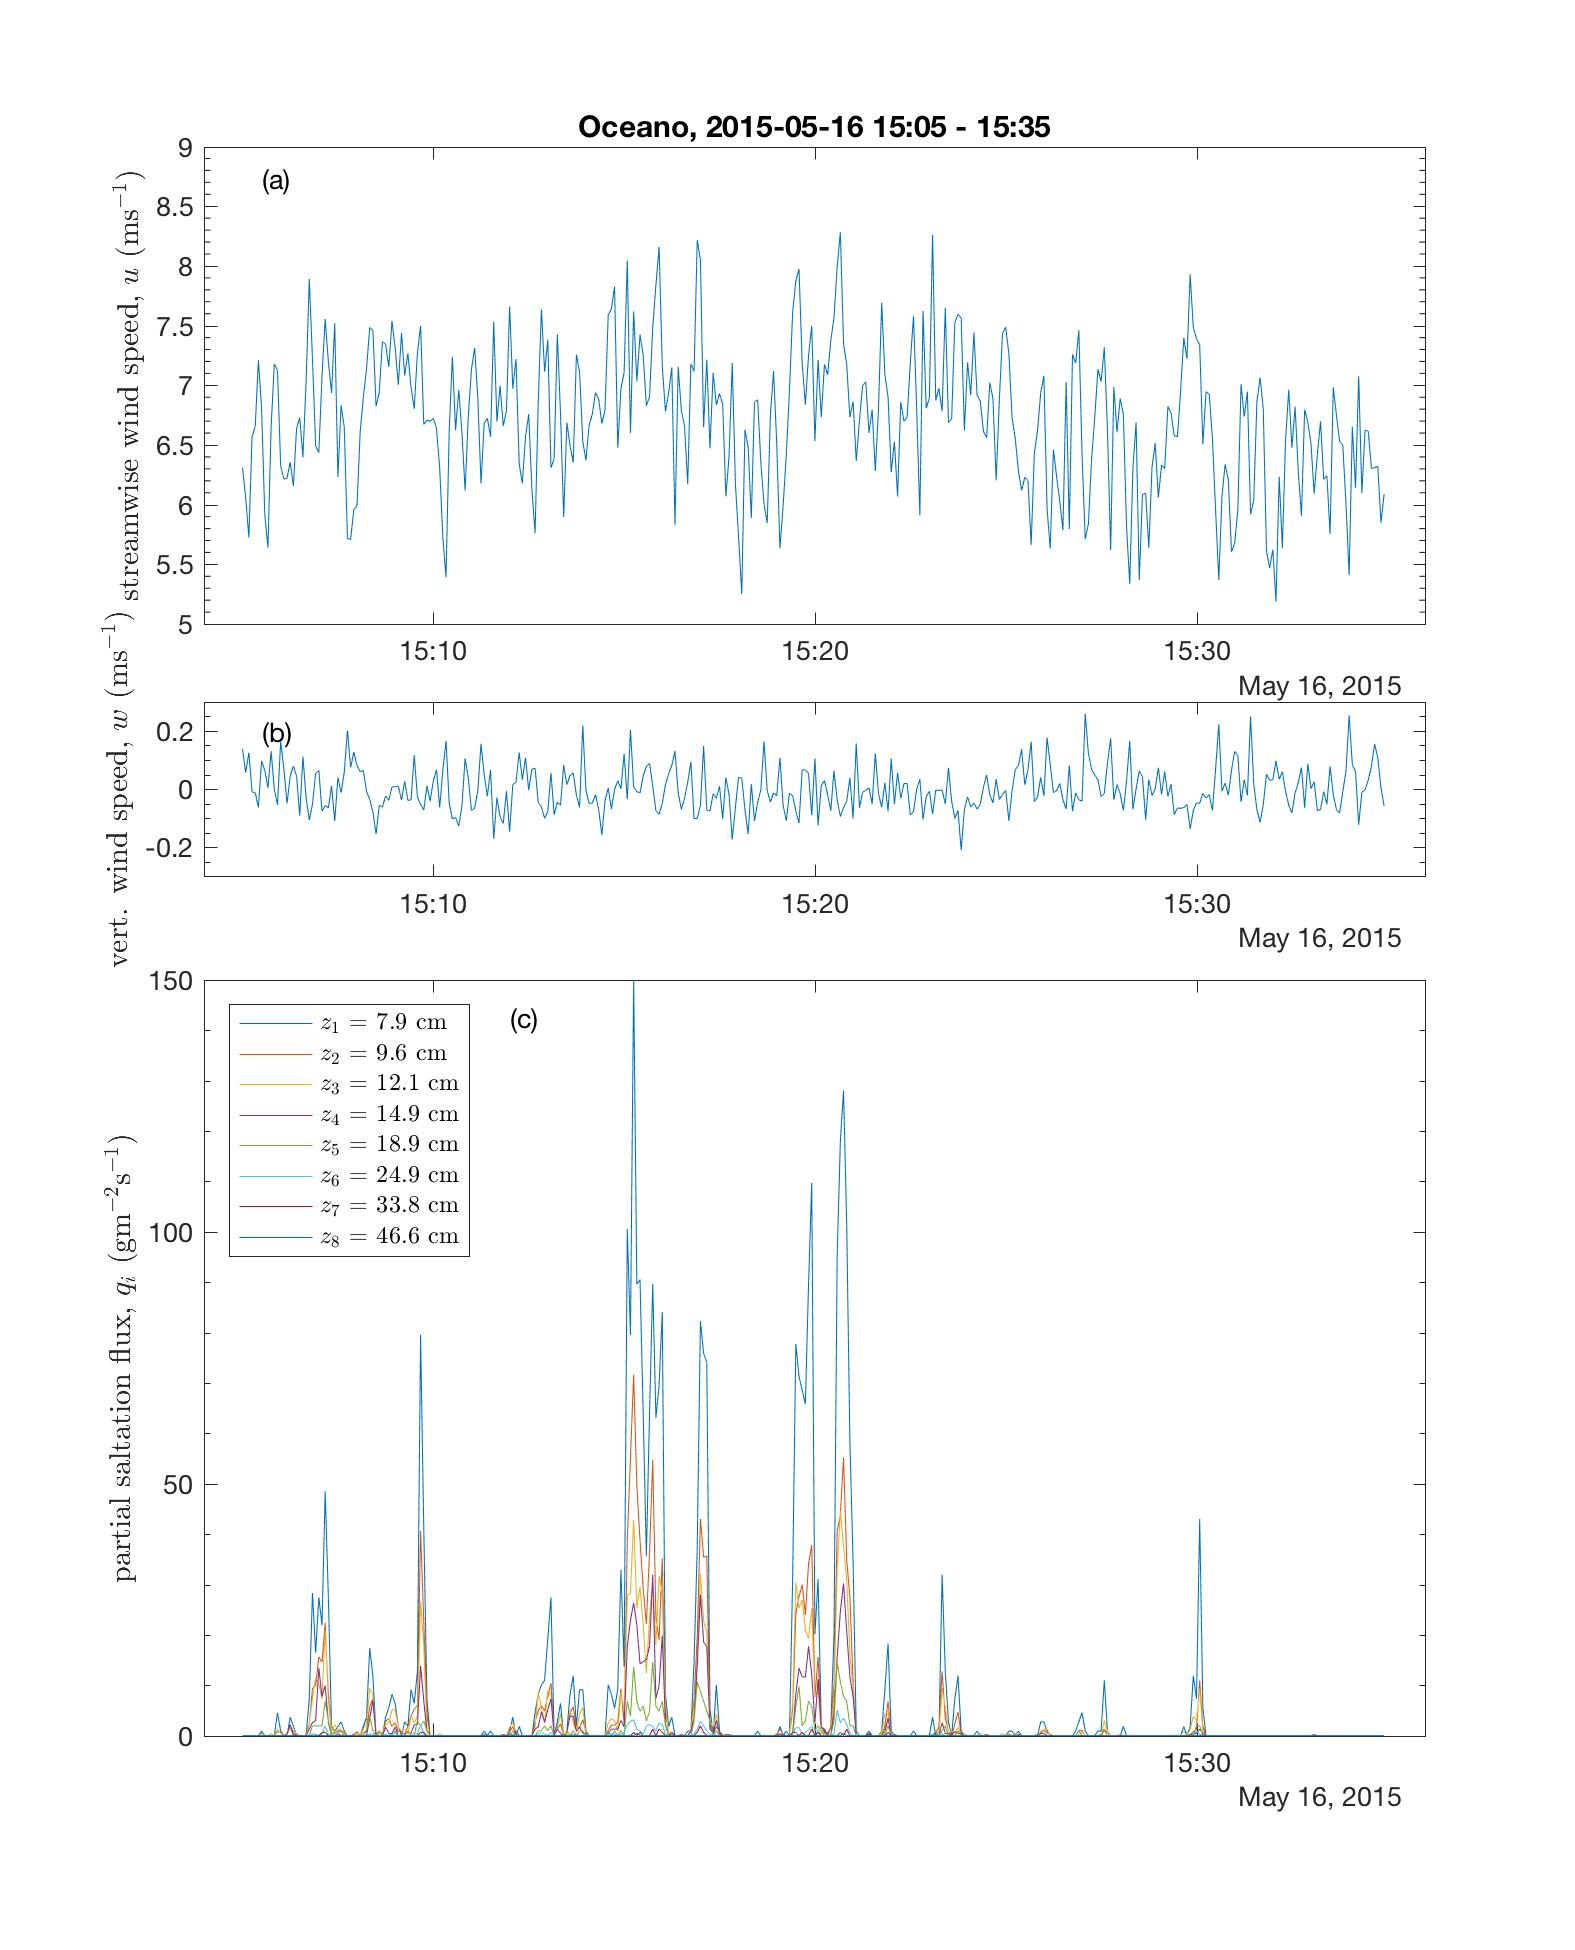 Oceano, 2015-05-16 15:05 - 15:35
(a)
streamwise wind speed, u (ms⁻¹)
9
8.5
8
7.5
7
6.5
6
5.5
5
15:10 15:20 15:30
May 16, 2015
(b)
vert. wind speed, w (ms⁻¹)
0.2
0
-0.2
15:10 15:20 15:30
May 16, 2015
(c)
partial saltation flux, qᵢ (gm⁻²s⁻¹)
150
100
50
0
z₁ = 7.9 cm
z₂ = 9.6 cm
z₃ = 12.1 cm
z₄ = 14.9 cm
z₅ = 18.9 cm
z₆ = 24.9 cm
z₇ = 33.8 cm
z₈ = 46.6 cm
15:10 15:20 15:30
May 16, 2015